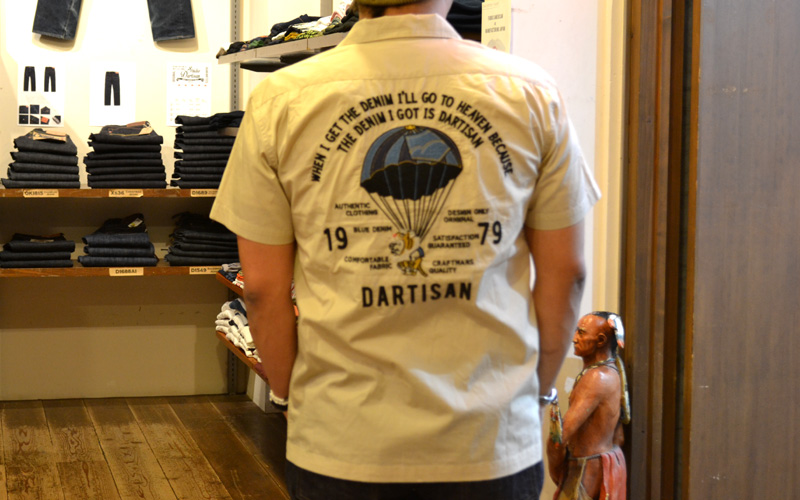 WHEN I GET THE DENIM I'LL GO TO HEAVEN BECAUSE
THE DENIM I GOT IS DARTISAN
AUTHENTIC
CLOTHING
DESIGN ONLY
ORIGINAL
19
BLUE DENIM
SATISFACTION
GUARANTEED
79
COMFORTABLE
FABRIC
CRAFTMANS
QUALITY
DARTISAN